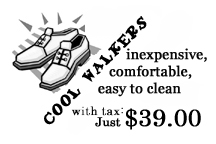 COOL WALKERS
inexpensive,
comfortable,
easy to clean
with tax:
Just $39.00